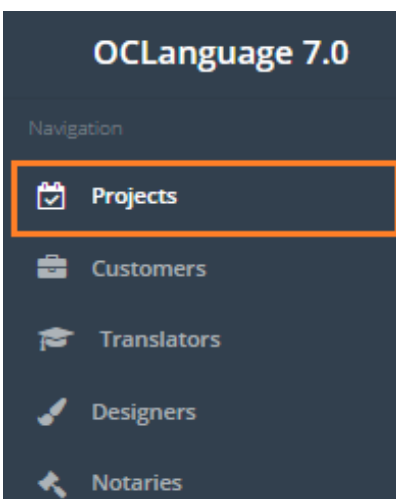 OCLanguage 7.0
Navigation
Projects
Customers
Translators
Designers
Notaries